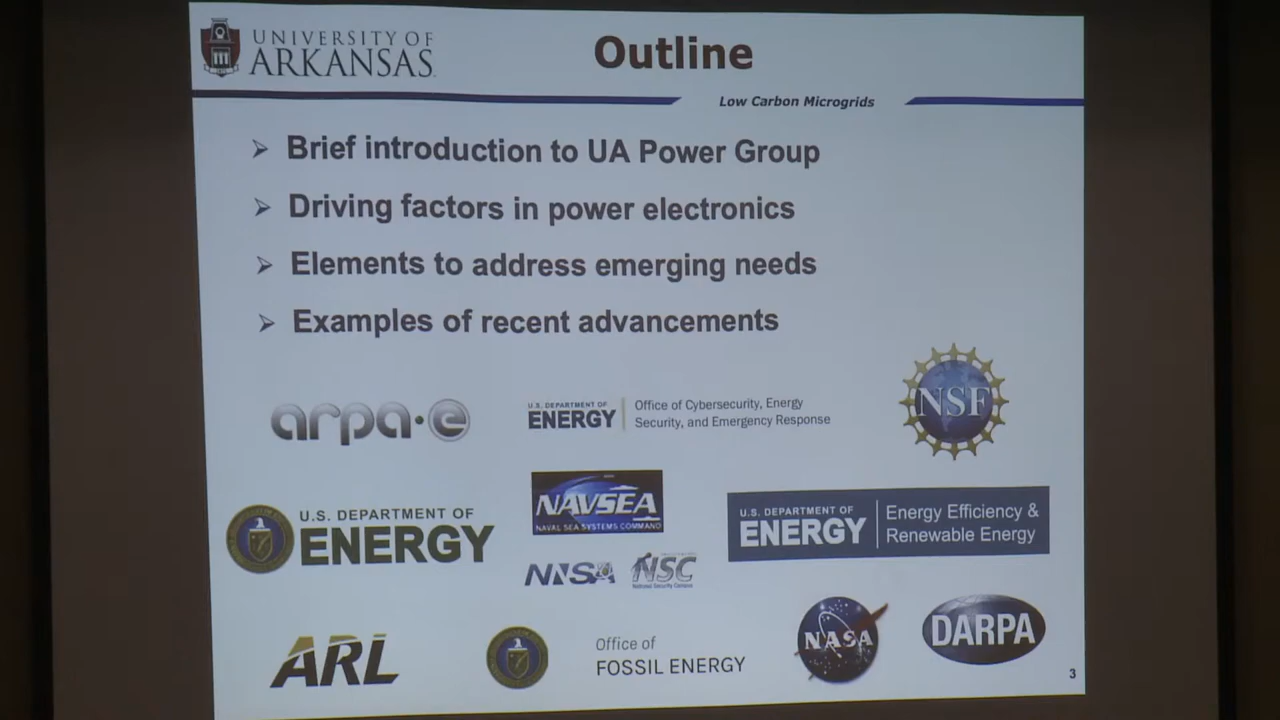 UNIVERSITY OF
ARKANSAS
Outline
Low Carbon Microgrids
Brief introduction to UA Power Group
Driving factors in power electronics
Elements to address emerging needs
Examples of recent advancements
arpa·e
U.S. DEPARTMENT OF
ENERGY
Office of Cybersecurity, Energy
Security, and Emergency Response
NSF
U.S. DEPARTMENT OF
ENERGY
NAVSEA
NAVAL SEA SYSTEMS COMMAND
NNSA
NSC
National Security Campus
U.S. DEPARTMENT OF
ENERGY
Energy Efficiency &
Renewable Energy
ARL
Office of
FOSSIL ENERGY
NASA
DARPA
3